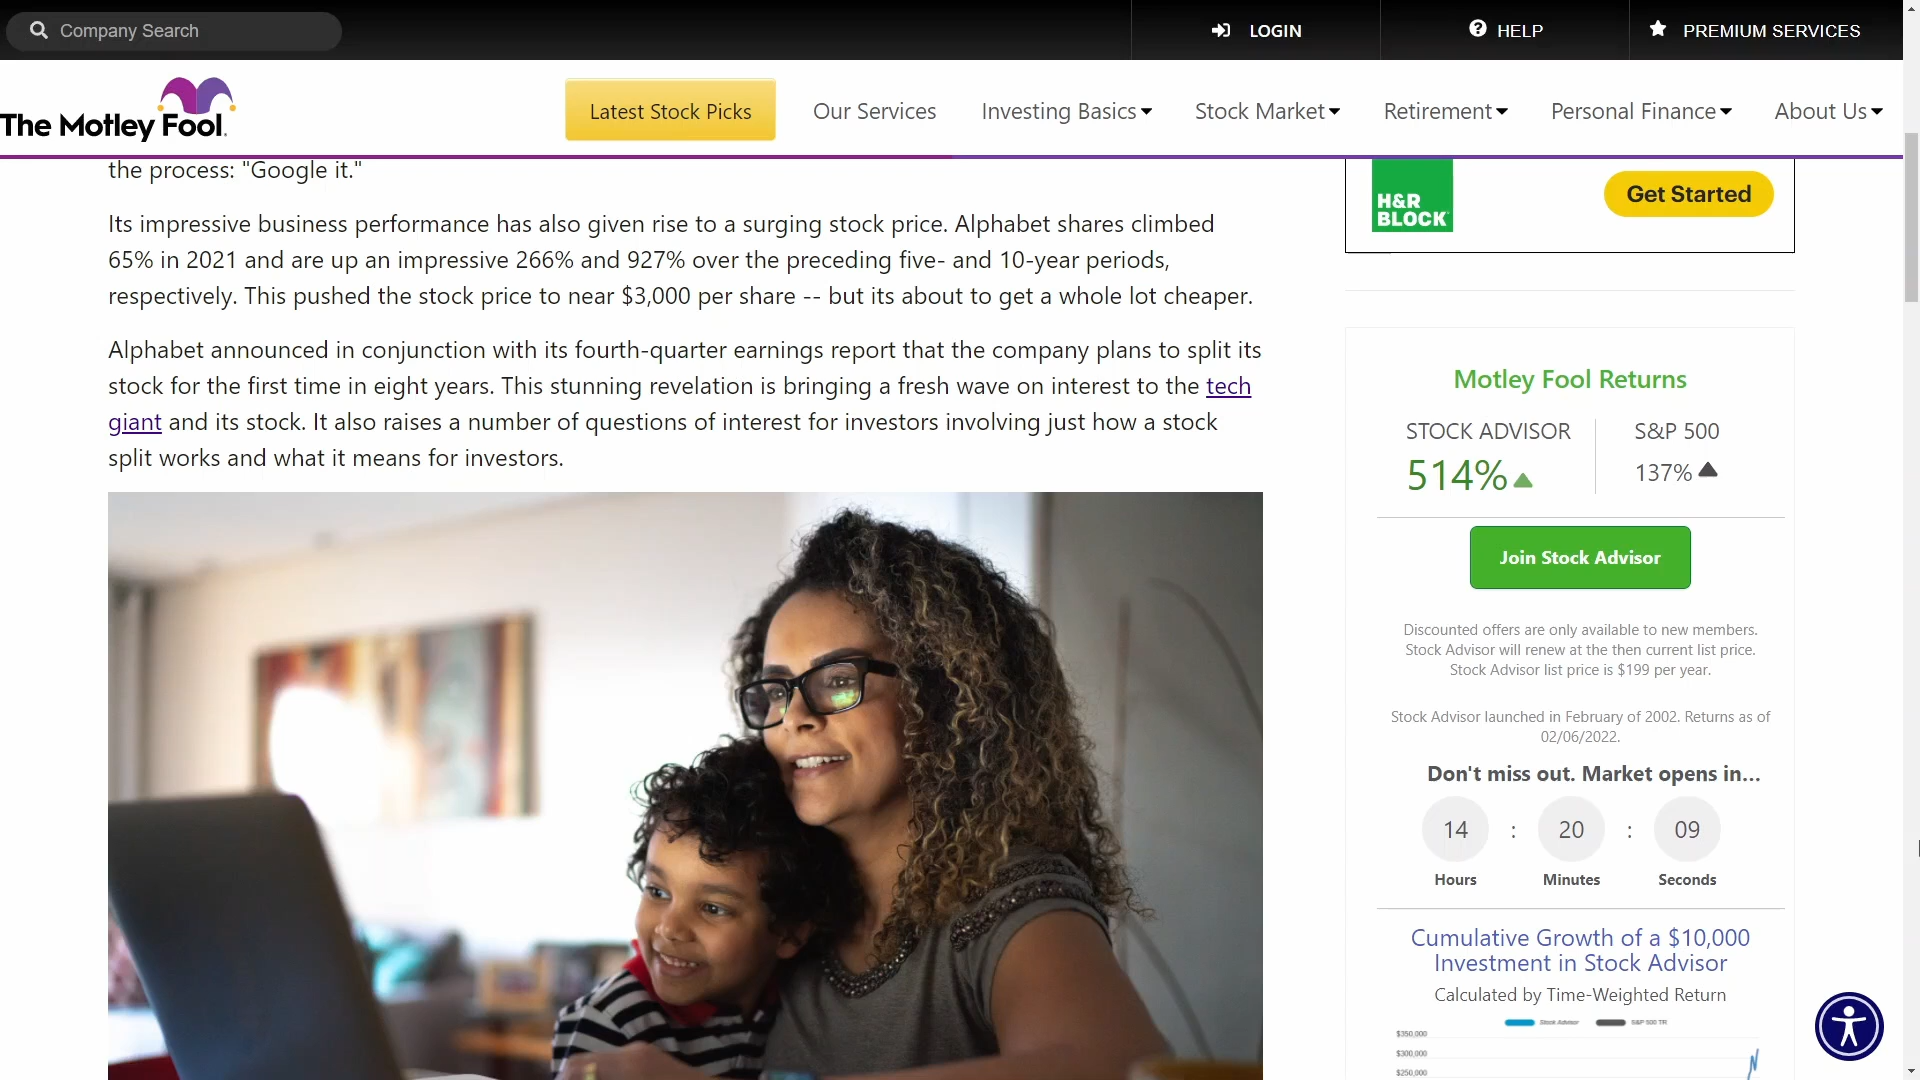 Company Search
LOGIN
HELP
PREMIUM SERVICES
The Motley Fool.
Latest Stock Picks
Our Services
Investing Basics
Stock Market
Retirement
Personal Finance
About Us
the process: "Google it."
Its impressive business performance has also given rise to a surging stock price. Alphabet shares climbed
65% in 2021 and are up an impressive 266% and 927% over the preceding five- and 10-year periods,
respectively. This pushed the stock price to near $3,000 per share -- but its about to get a whole lot cheaper.
Alphabet announced in conjunction with its fourth-quarter earnings report that the company plans to split its
stock for the first time in eight years. This stunning revelation is bringing a fresh wave on interest to the tech
giant and its stock. It also raises a number of questions of interest for investors involving just how a stock
split works and what it means for investors.
H&R
BLOCK
Get Started
Motley Fool Returns
STOCK ADVISOR
514%
S&P 500
137%
Join Stock Advisor
Discounted offers are only available to new members.
Stock Advisor will renew at the then current list price.
Stock Advisor list price is $199 per year.
Stock Advisor launched in February of 2002. Returns as of
02/06/2022.
Don't miss out. Market opens in...
14 : 20 : 09
Hours
Minutes
Seconds
Cumulative Growth of a $10,000
Investment in Stock Advisor
Calculated by Time-Weighted Return
Stock Advisor
S&P 500 TR
$350,000
$300,000
$250,000